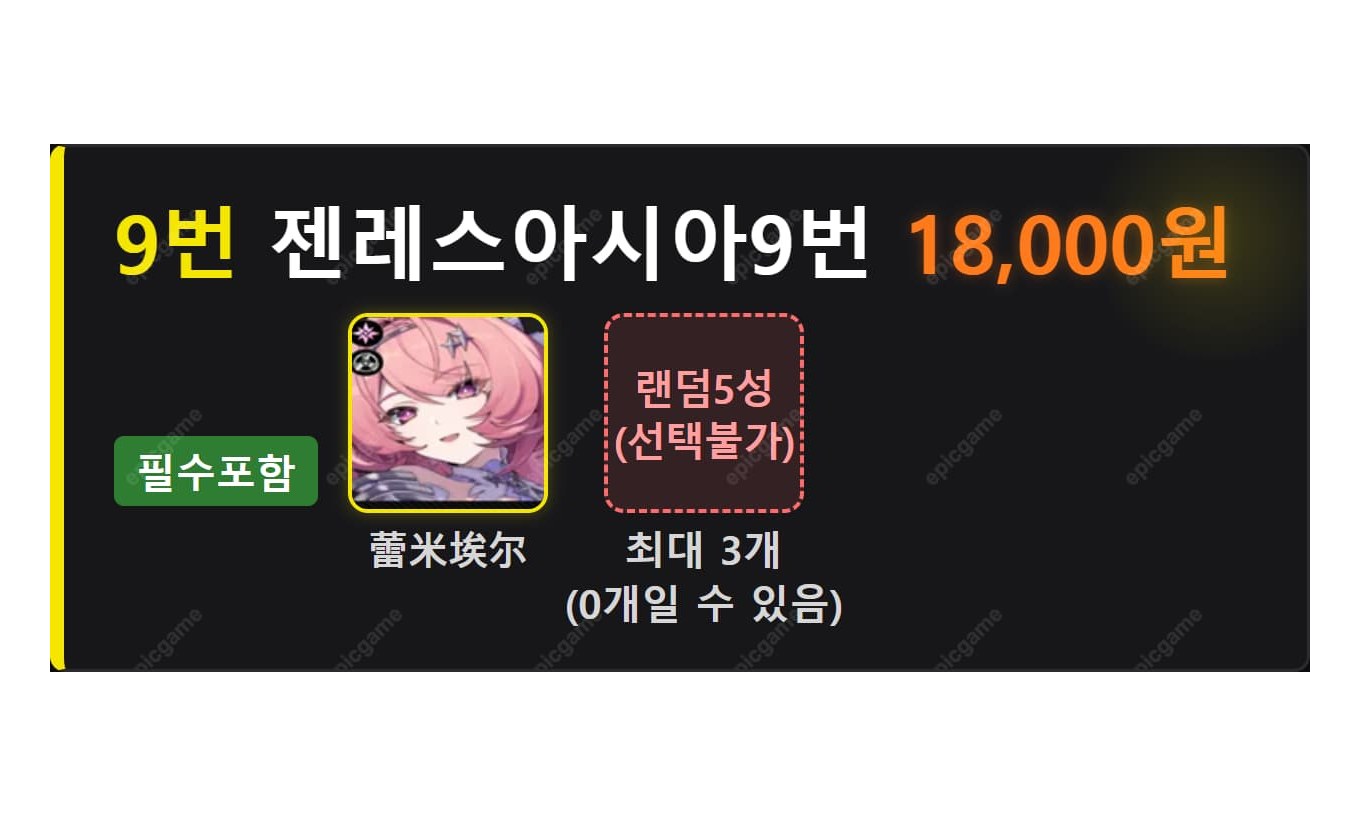 9번 젠레스아시아9번 18,000원
랜덤5성
(선택불가)
필수포함
蕾米埃尔
최대 3개
(0개일 수 있음)
epicgame